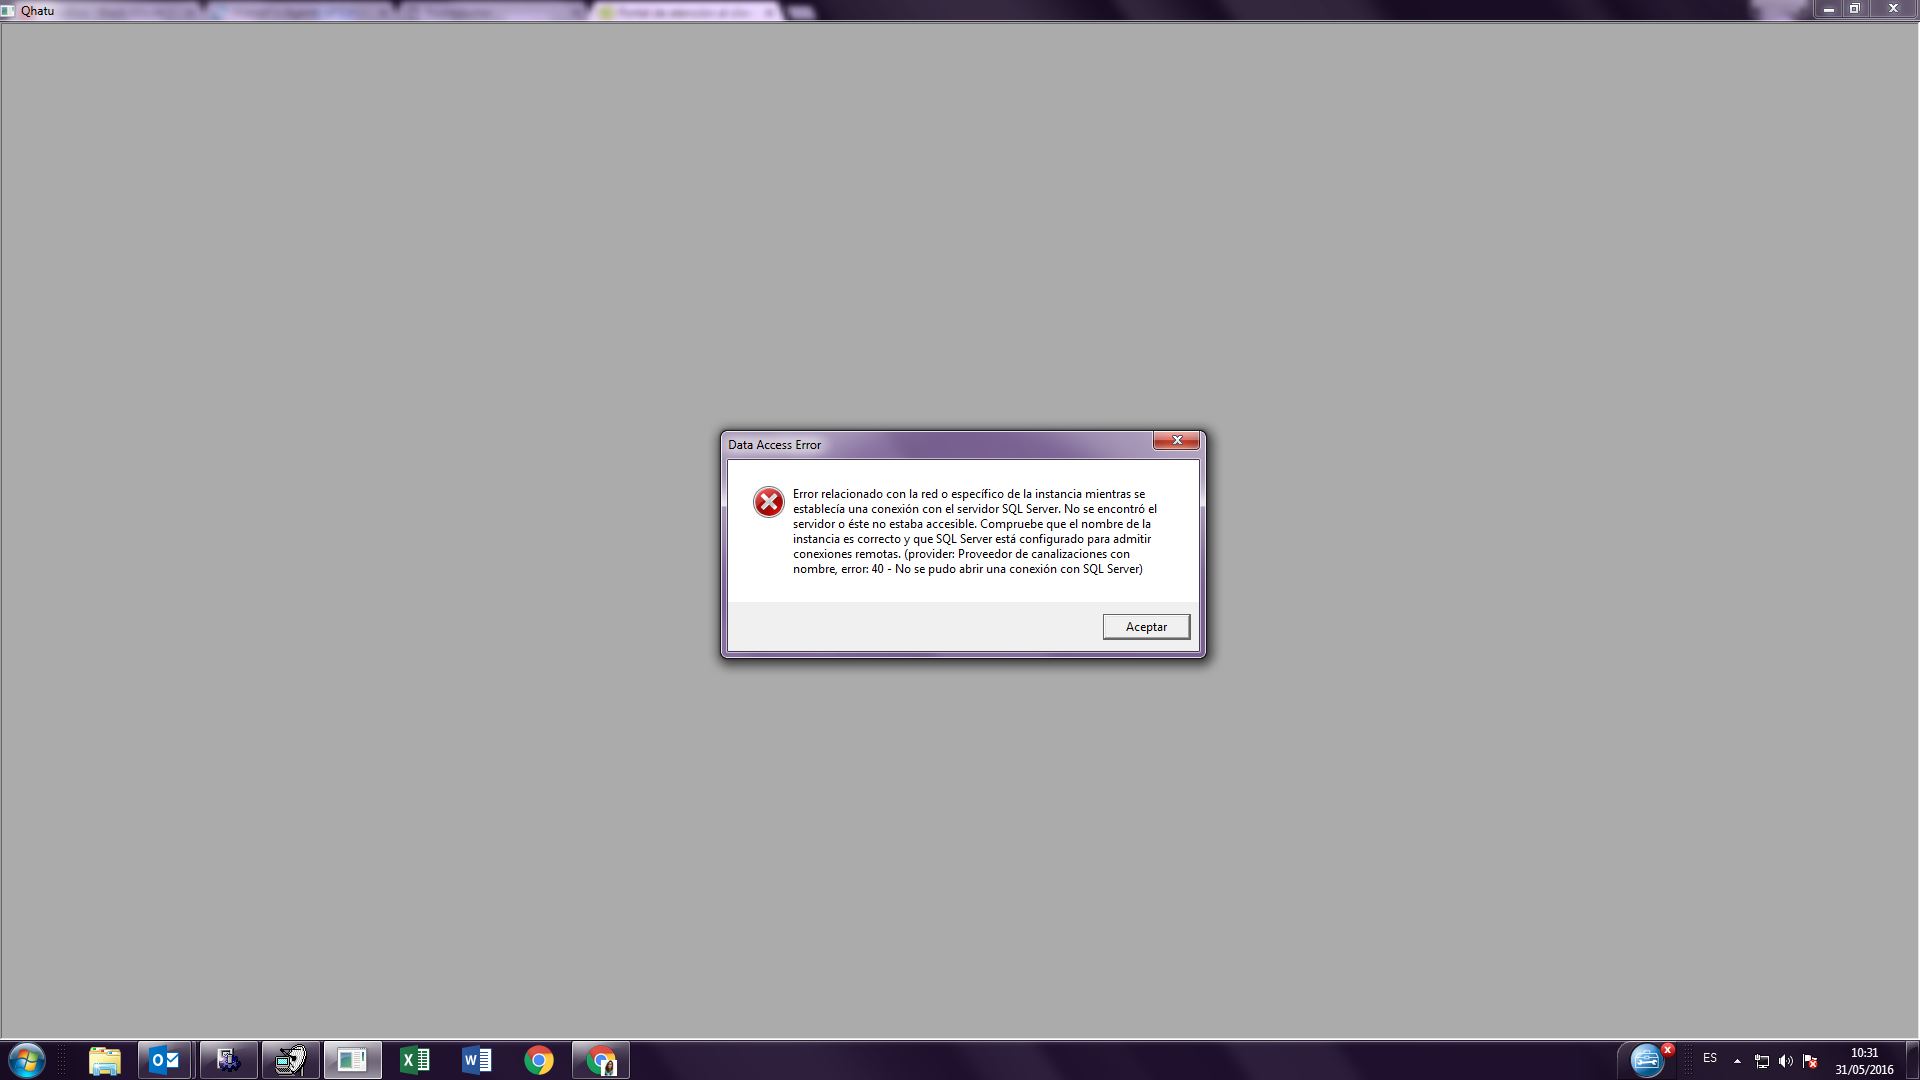 Qhatu
Data Access Error
Error relacionado con la red o específico de la instancia mientras se
establecía una conexión con el servidor SQL Server. No se encontró el
servidor o éste no estaba accesible. Compruebe que el nombre de la
instancia es correcto y que SQL Server está configurado para admitir
conexiones remotas. (provider: Proveedor de canalizaciones con
nombre, error: 40 - No se pudo abrir una conexión con SQL Server)
Aceptar
ES
10:31
31/05/2016